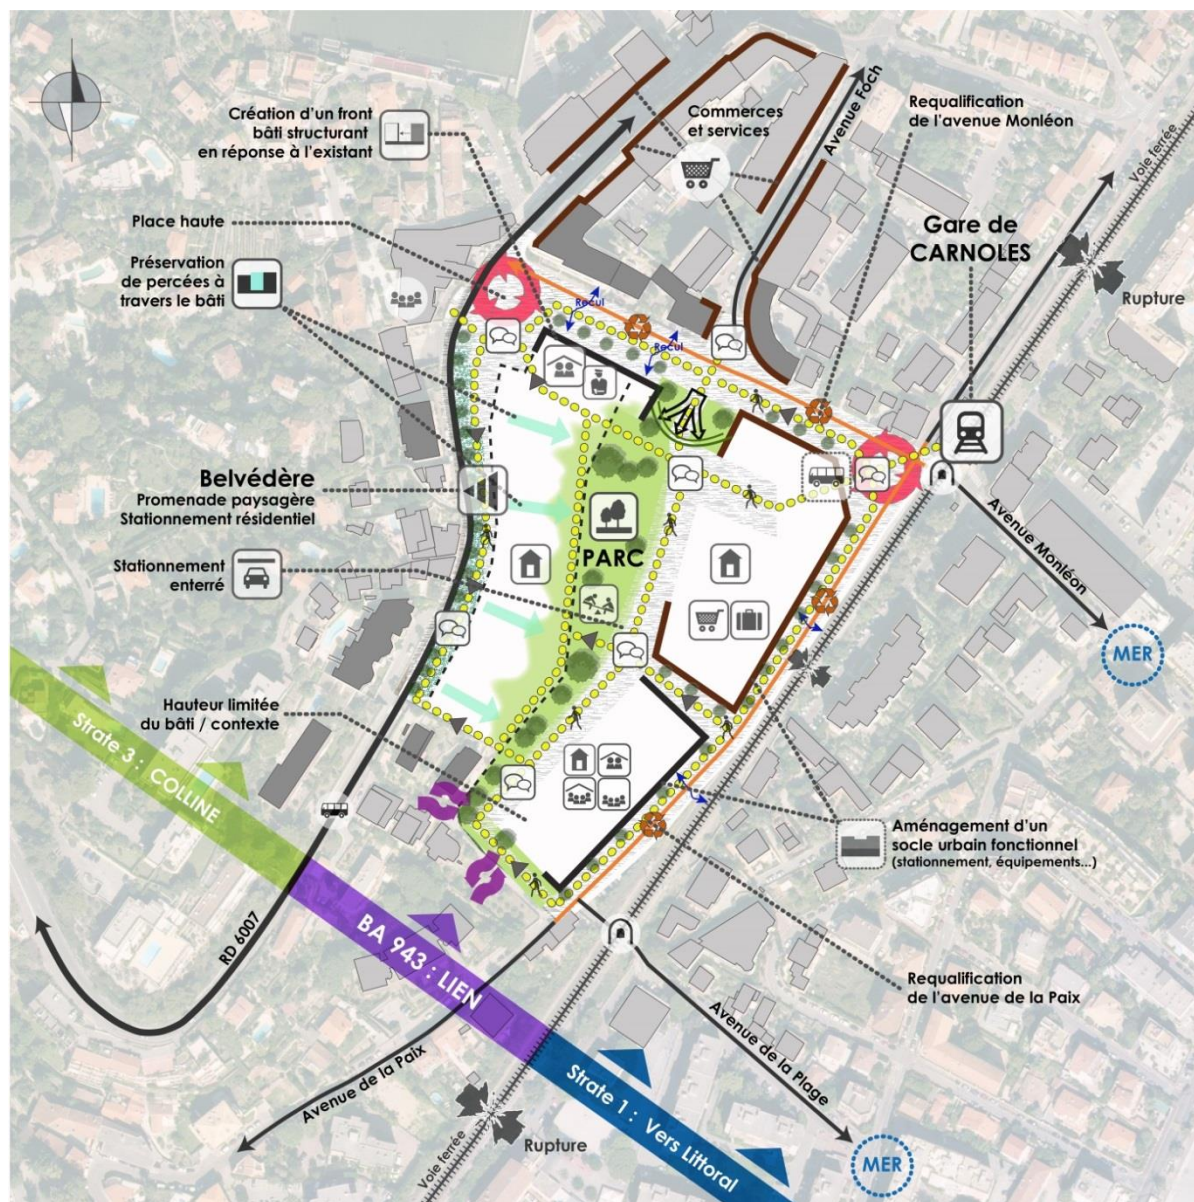 Création d'un front
bâti structurant
en réponse à l'existant
Commerces
et services
Avenue Foch
Requalification
de l'avenue Monléon
Voie ferrée
Place haute
Gare de
CARNOLES
Préservation
de percées à
travers le bâti
Rupture
Recul
Recul
Belvédère
Promenade paysagère
Stationnement résidentiel
Avenue Monléon
Stationnement
enterré
PARC
MER
Hauteur limitée
du bâti / contexte
Strate 3 : COLLINE
Aménagement d'un
socle urbain fonctionnel
(stationnement, équipements...)
RD 6007
BA 943 : LIEN
Requalification
de l'avenue de la Paix
Avenue de la Paix
Avenue de la Plage
Strate 1 : Vers Littoral
Rupture
Voie ferrée
MER